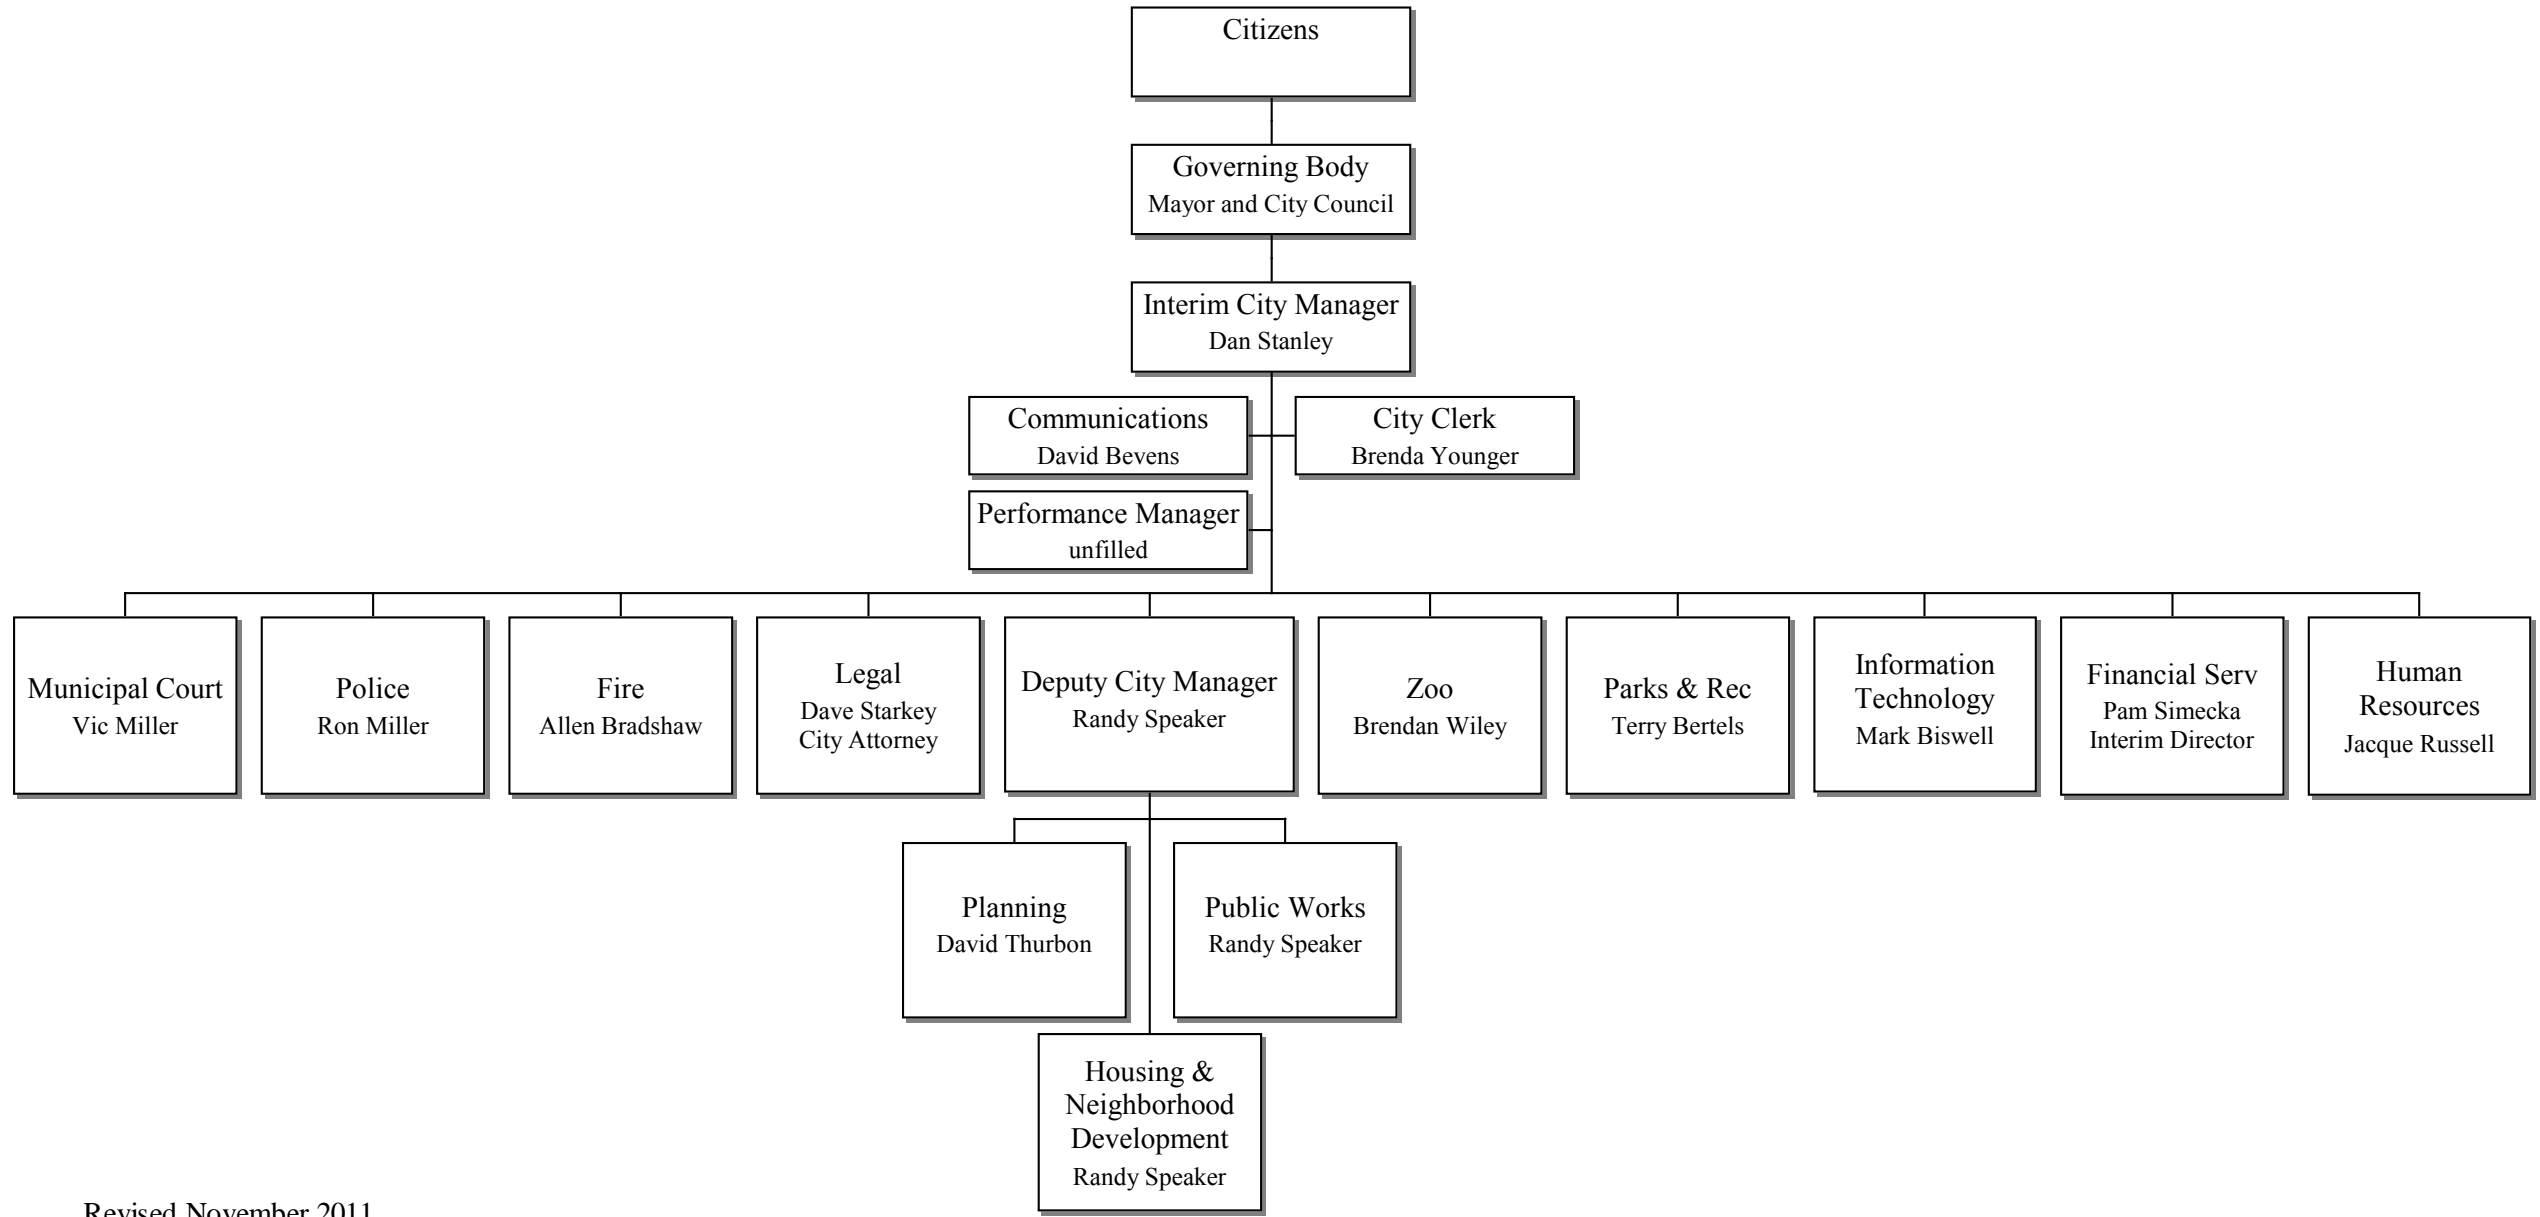 Citizens
Governing Body
Mayor and City Council
Interim City Manager
Dan Stanley
Communications
David Bevens
City Clerk
Brenda Younger
Performance Manager
unfilled
Municipal Court
Vic Miller
Police
Ron Miller
Fire
Allen Bradshaw
Legal
Dave Starkey
City Attorney
Deputy City Manager
Randy Speaker
Zoo
Brendan Wiley
Parks & Rec
Terry Bertels
Information
Technology
Mark Biswell
Financial Serv
Pam Simecka
Interim Director
Human
Resources
Jacque Russell
Planning
David Thurbon
Public Works
Randy Speaker
Housing &
Neighborhood
Development
Randy Speaker
Revised November 2011